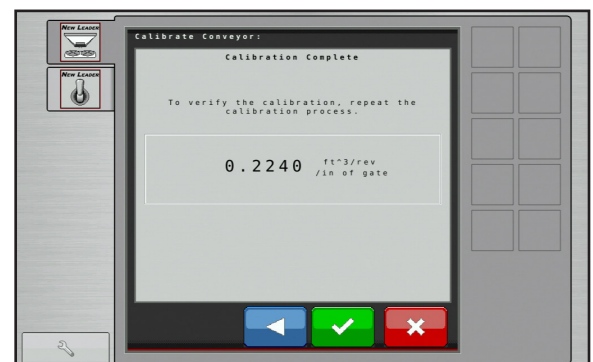 NEW LEADER
NEW LEADER
Calibrate Conveyor:
Calibration Complete
To verify the calibration, repeat the
calibration process.
0.2240 ft^3/rev
/in of gate